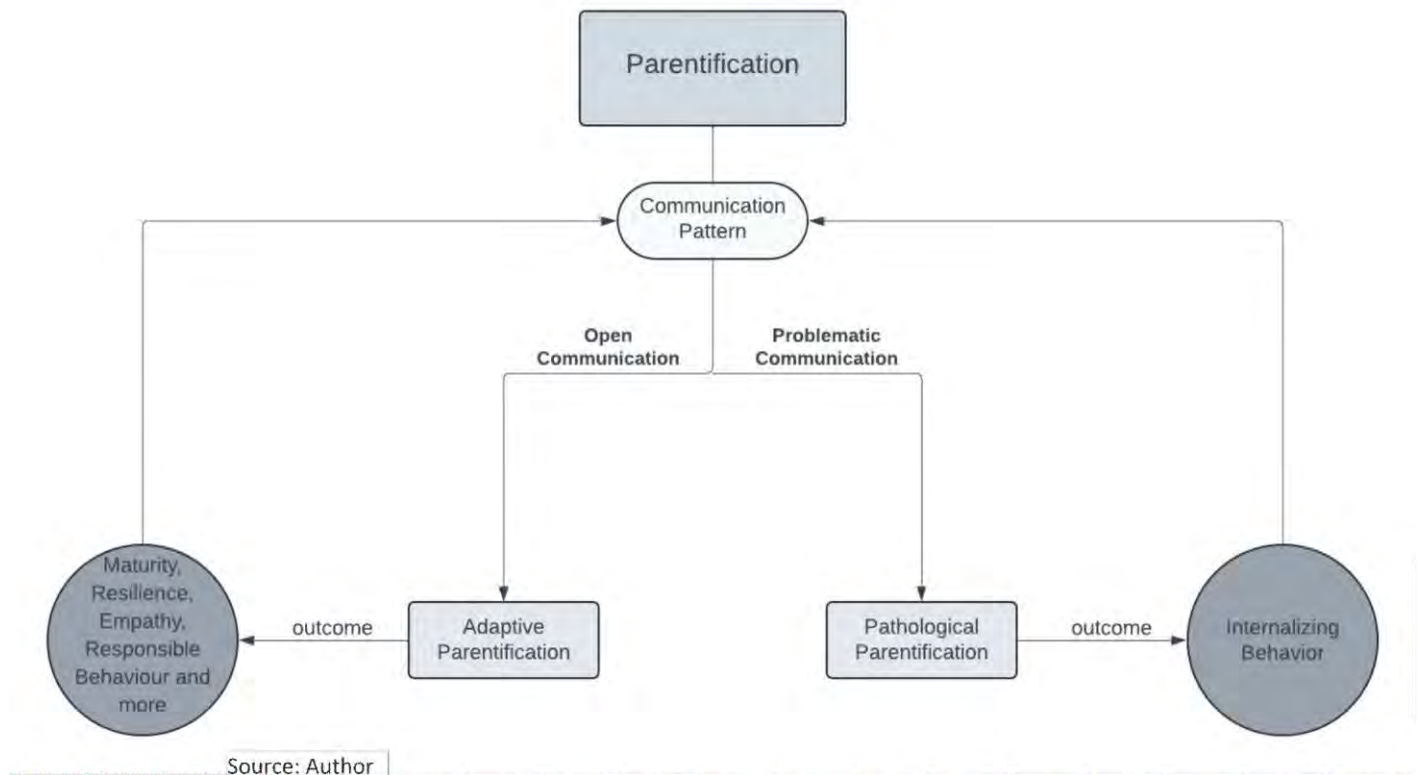 Parentification
Communication
Pattern
Open
Communication
Problematic
Communication
Maturity,
Resilience,
Empathy,
Responsible
Behaviour and
more
outcome
Adaptive
Parentification
Pathological
Parentification
outcome
Internalizing
Behavior
Source: Author